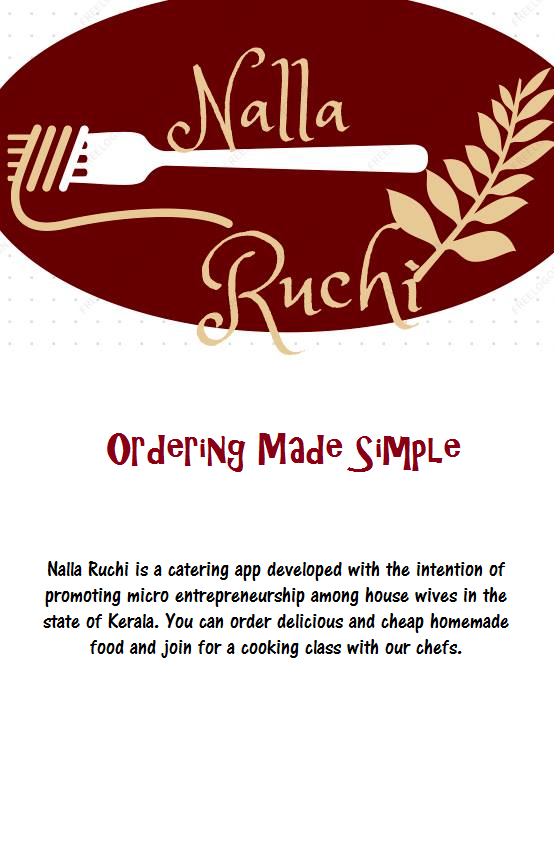 Nalla
Ruchi
Ordering Made Simple
Nalla Ruchi is a catering app developed with the intention of
promoting micro entrepreneurship among house wives in the
state of Kerala. You can order delicious and cheap homemade
food and join for a cooking class with our chefs.